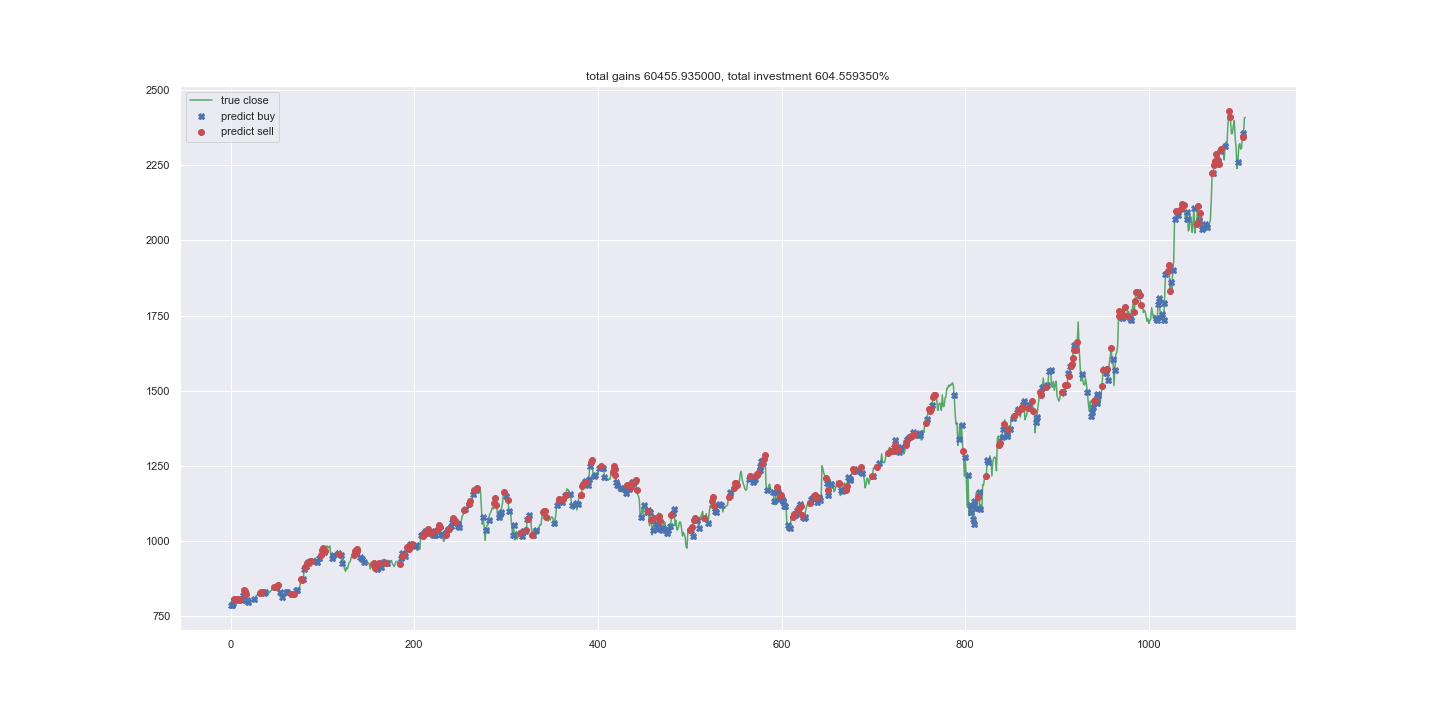 total gains 60455.935000, total investment 604.559350%
true close
predict buy
predict sell
2500
2250
2000
1750
1500
1250
1000
750
0 200 400 600 800 1000